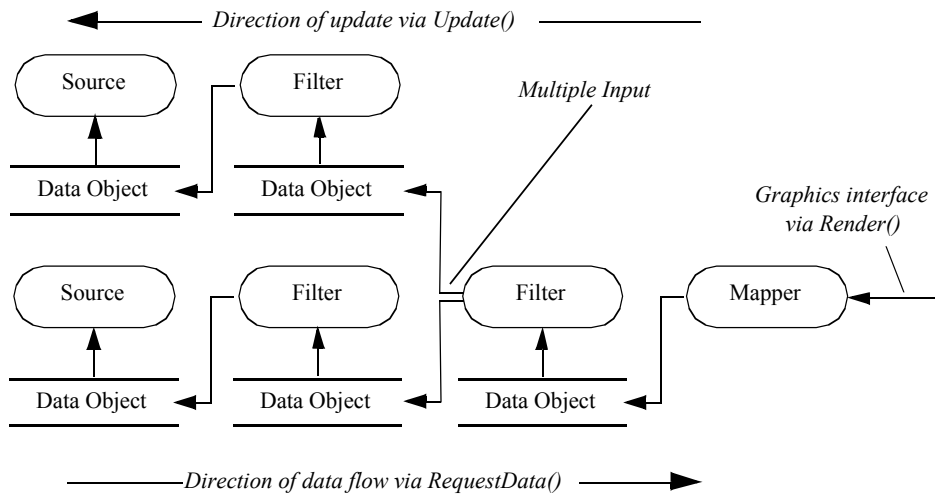 Direction of update via Update()
Source
Filter
Multiple Input
Data Object
Data Object
Graphics interface
via Render()
Source
Filter
Filter
Mapper
Data Object
Data Object
Data Object
Direction of data flow via RequestData()